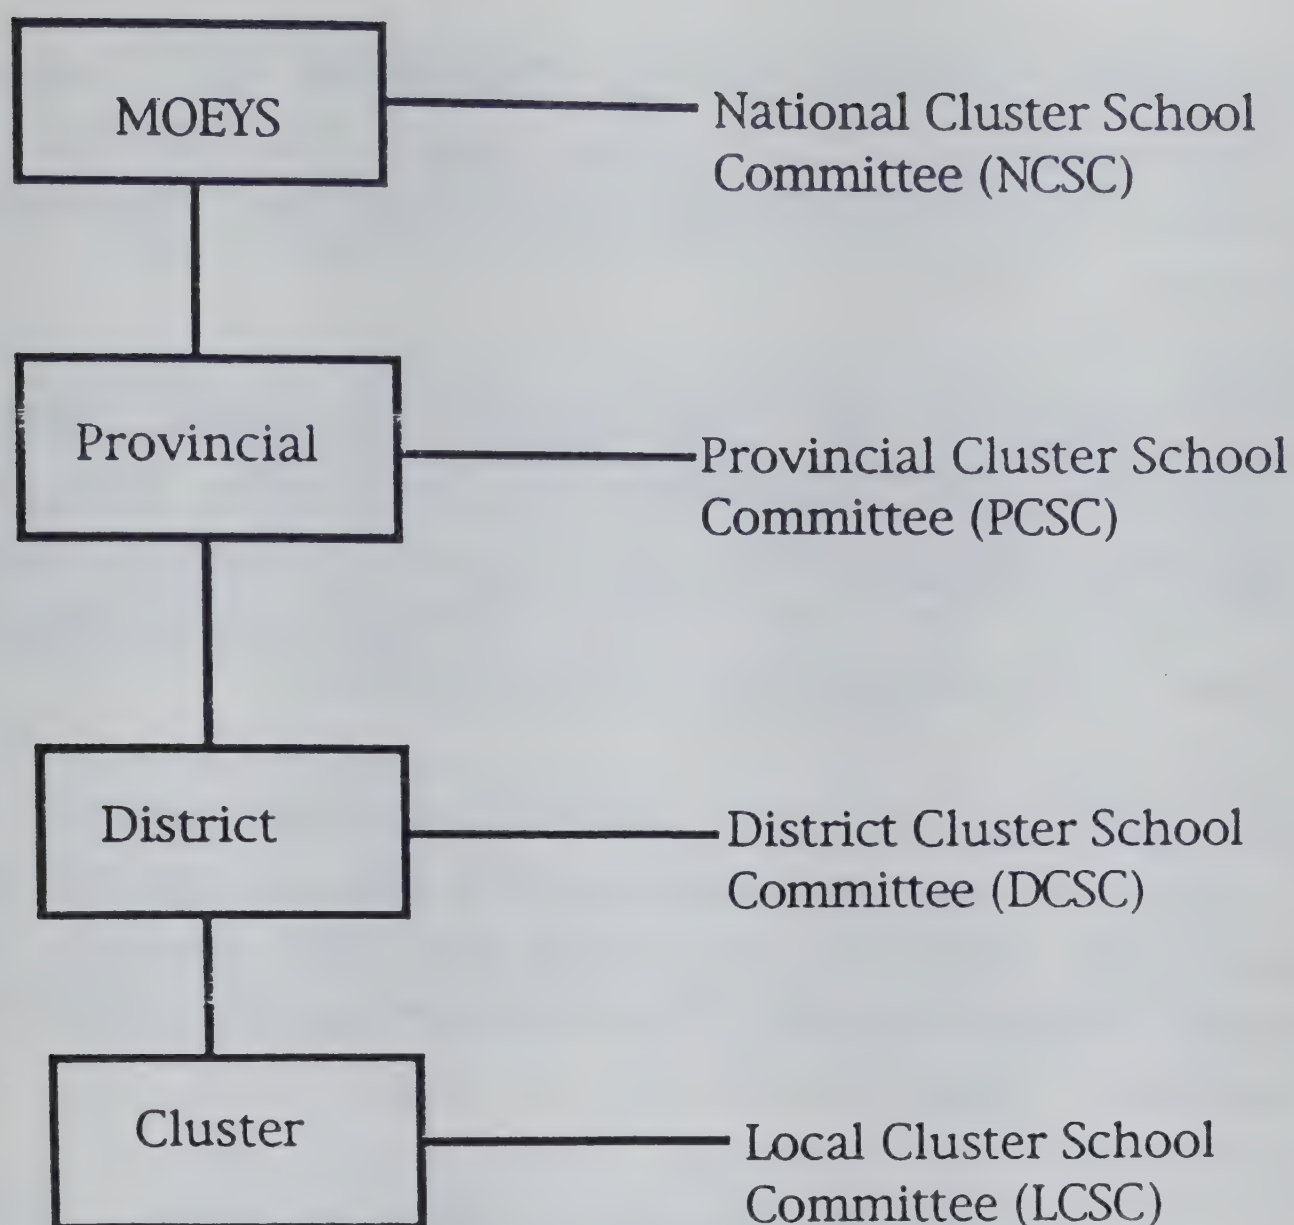 MOEYS
National Cluster School
Committee (NCSC)
Provincial
Provincial Cluster School
Committee (PCSC)
District
District Cluster School
Committee (DCSC)
Cluster
Local Cluster School
Committee (LCSC)